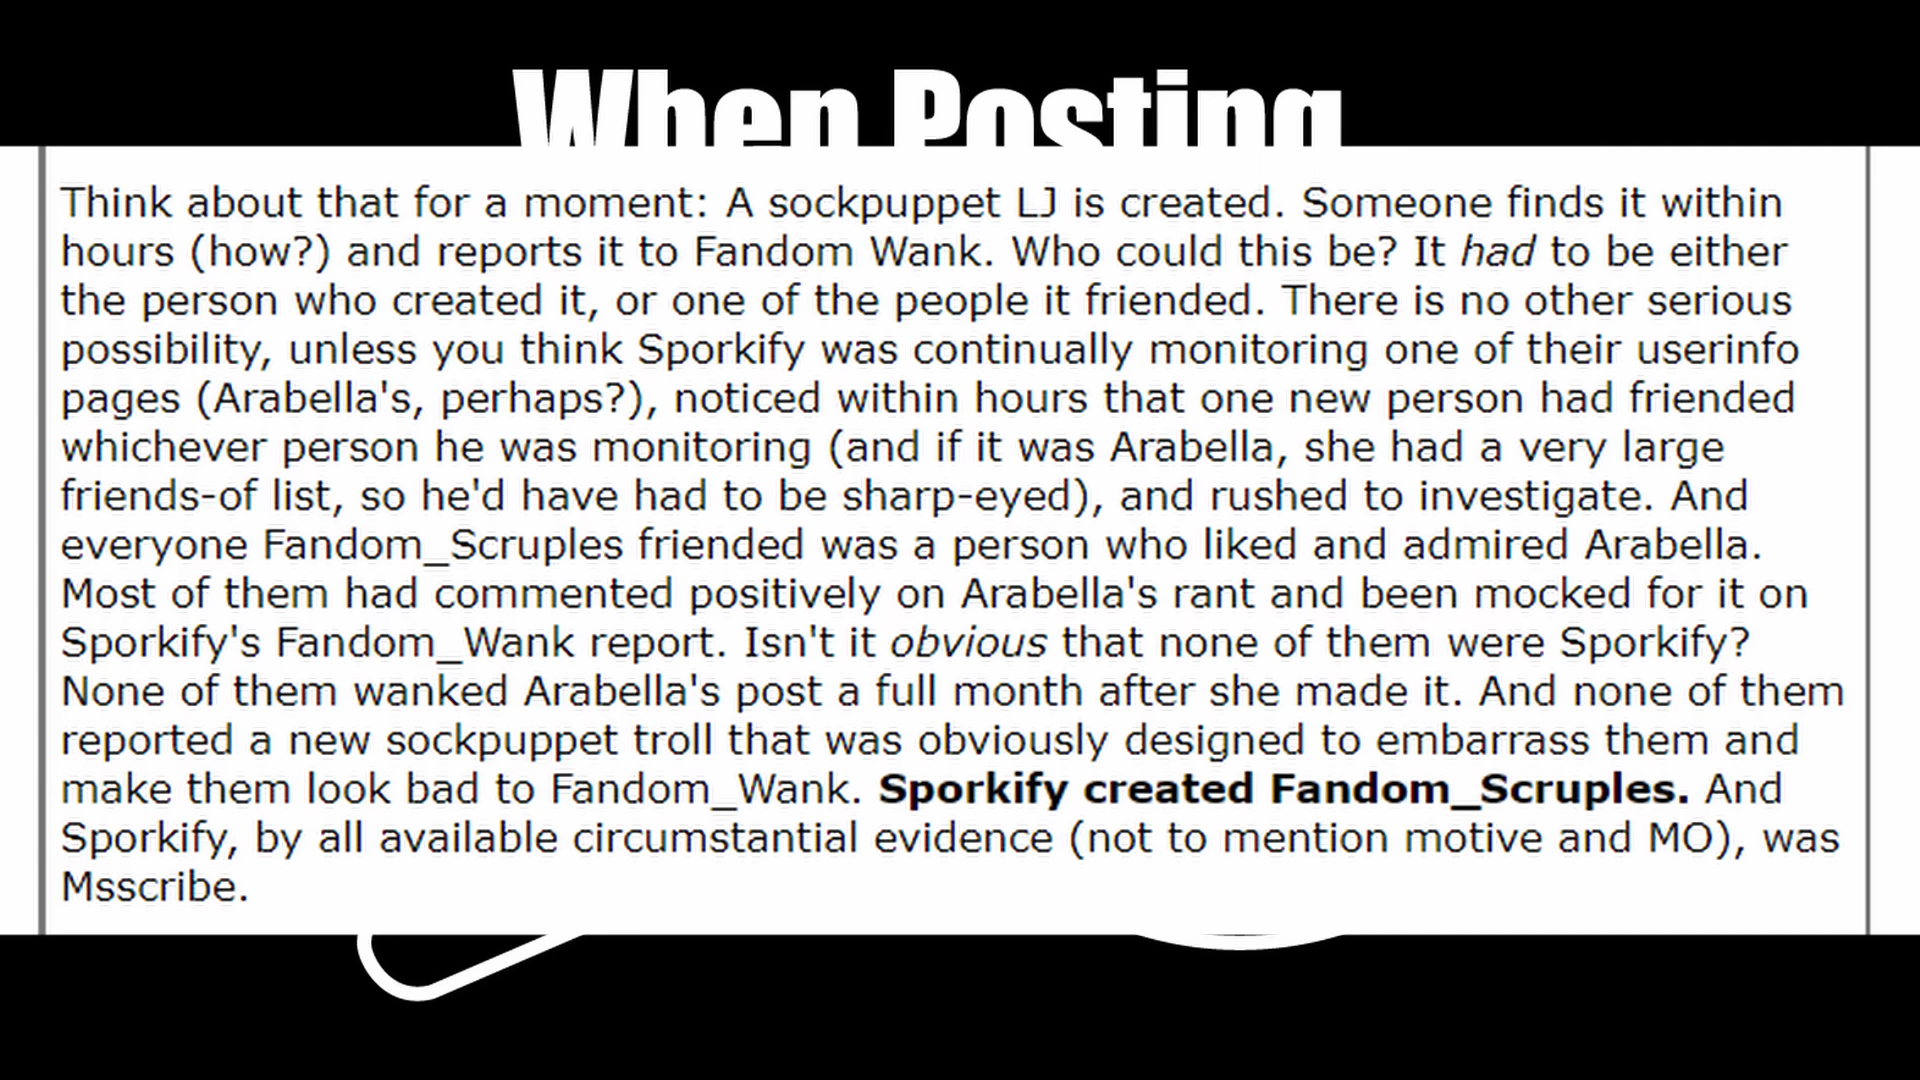 When Posting
Think about that for a moment: A sockpuppet LJ is created. Someone finds it within
hours (how?) and reports it to Fandom Wank. Who could this be? It had to be either
the person who created it, or one of the people it friended. There is no other serious
possibility, unless you think Sporkify was continually monitoring one of their userinfo
pages (Arabella's, perhaps?), noticed within hours that one new person had friended
whichever person he was monitoring (and if it was Arabella, she had a very large
friends-of list, so he'd have had to be sharp-eyed), and rushed to investigate. And
everyone Fandom_Scruples friended was a person who liked and admired Arabella.
Most of them had commented positively on Arabella's rant and been mocked for it on
Sporkify's Fandom_Wank report. Isn't it obvious that none of them were Sporkify?
None of them wanked Arabella's post a full month after she made it. And none of them
reported a new sockpuppet troll that was obviously designed to embarrass them and
make them look bad to Fandom_Wank. Sporkify created Fandom_Scruples. And
Sporkify, by all available circumstantial evidence (not to mention motive and MO), was
Msscribe.